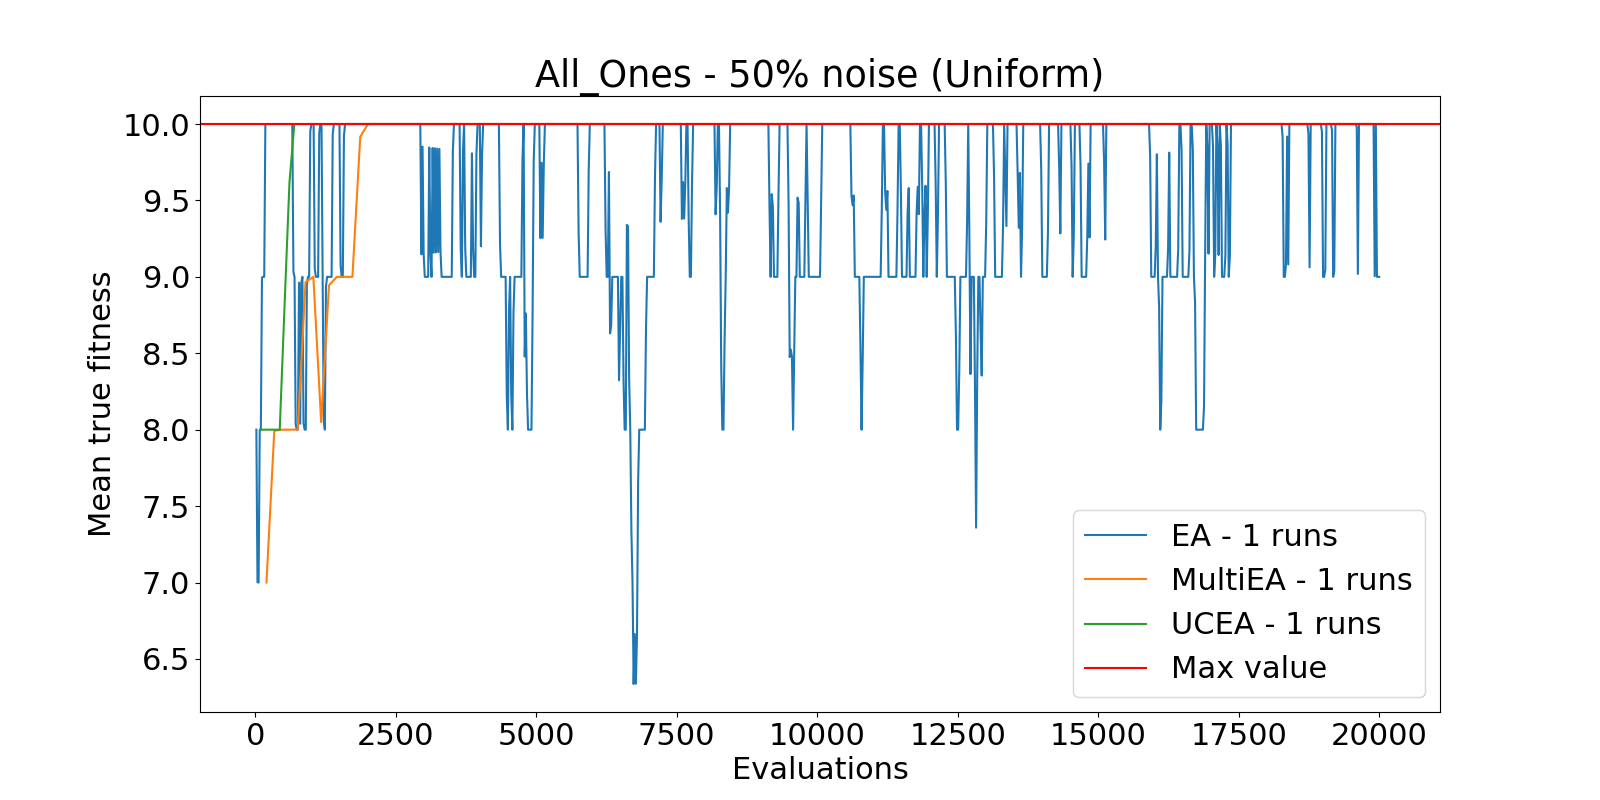 All_Ones - 50% noise (Uniform)
10.0
9.5
9.0
8.5
8.0
7.5
7.0
6.5
Mean true fitness
EA - 1 runs
MultiEA - 1 runs
UCEA - 1 runs
Max value
0 2500 5000 7500 10000 12500 15000 17500 20000
Evaluations